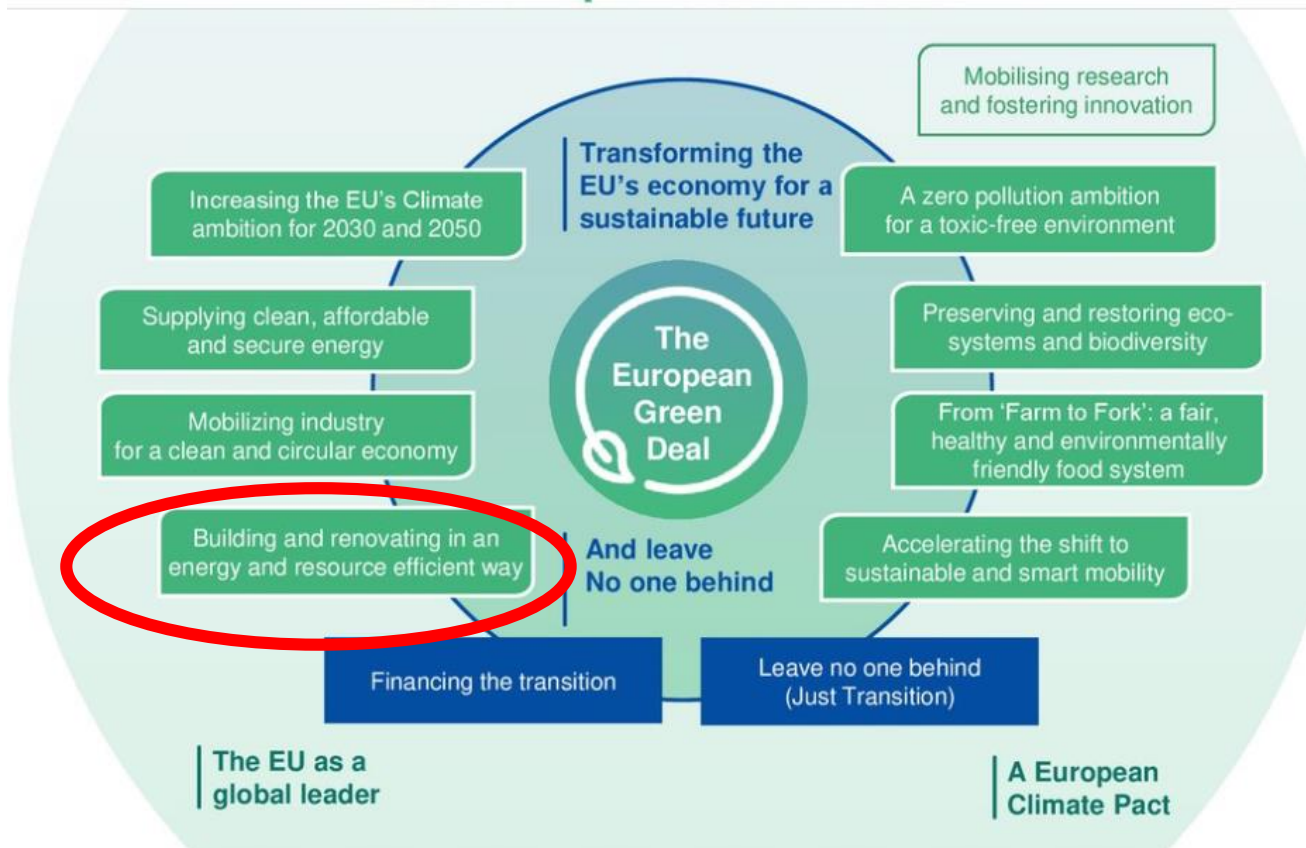 Mobilising research
and fostering innovation
Transforming the
EU's economy for a
sustainable future
Increasing the EU's Climate
ambition for 2030 and 2050
A zero pollution ambition
for a toxic-free environment
Supplying clean, affordable
and secure energy
Preserving and restoring eco-
systems and biodiversity
The
European
Green
Deal
Mobilizing industry
for a clean and circular economy
From ‘Farm to Fork’: a fair,
healthy and environmentally
friendly food system
Building and renovating in an
energy and resource efficient way
And leave
No one behind
Accelerating the shift to
sustainable and smart mobility
Financing the transition
Leave no one behind
(Just Transition)
The EU as a
global leader
A European
Climate Pact